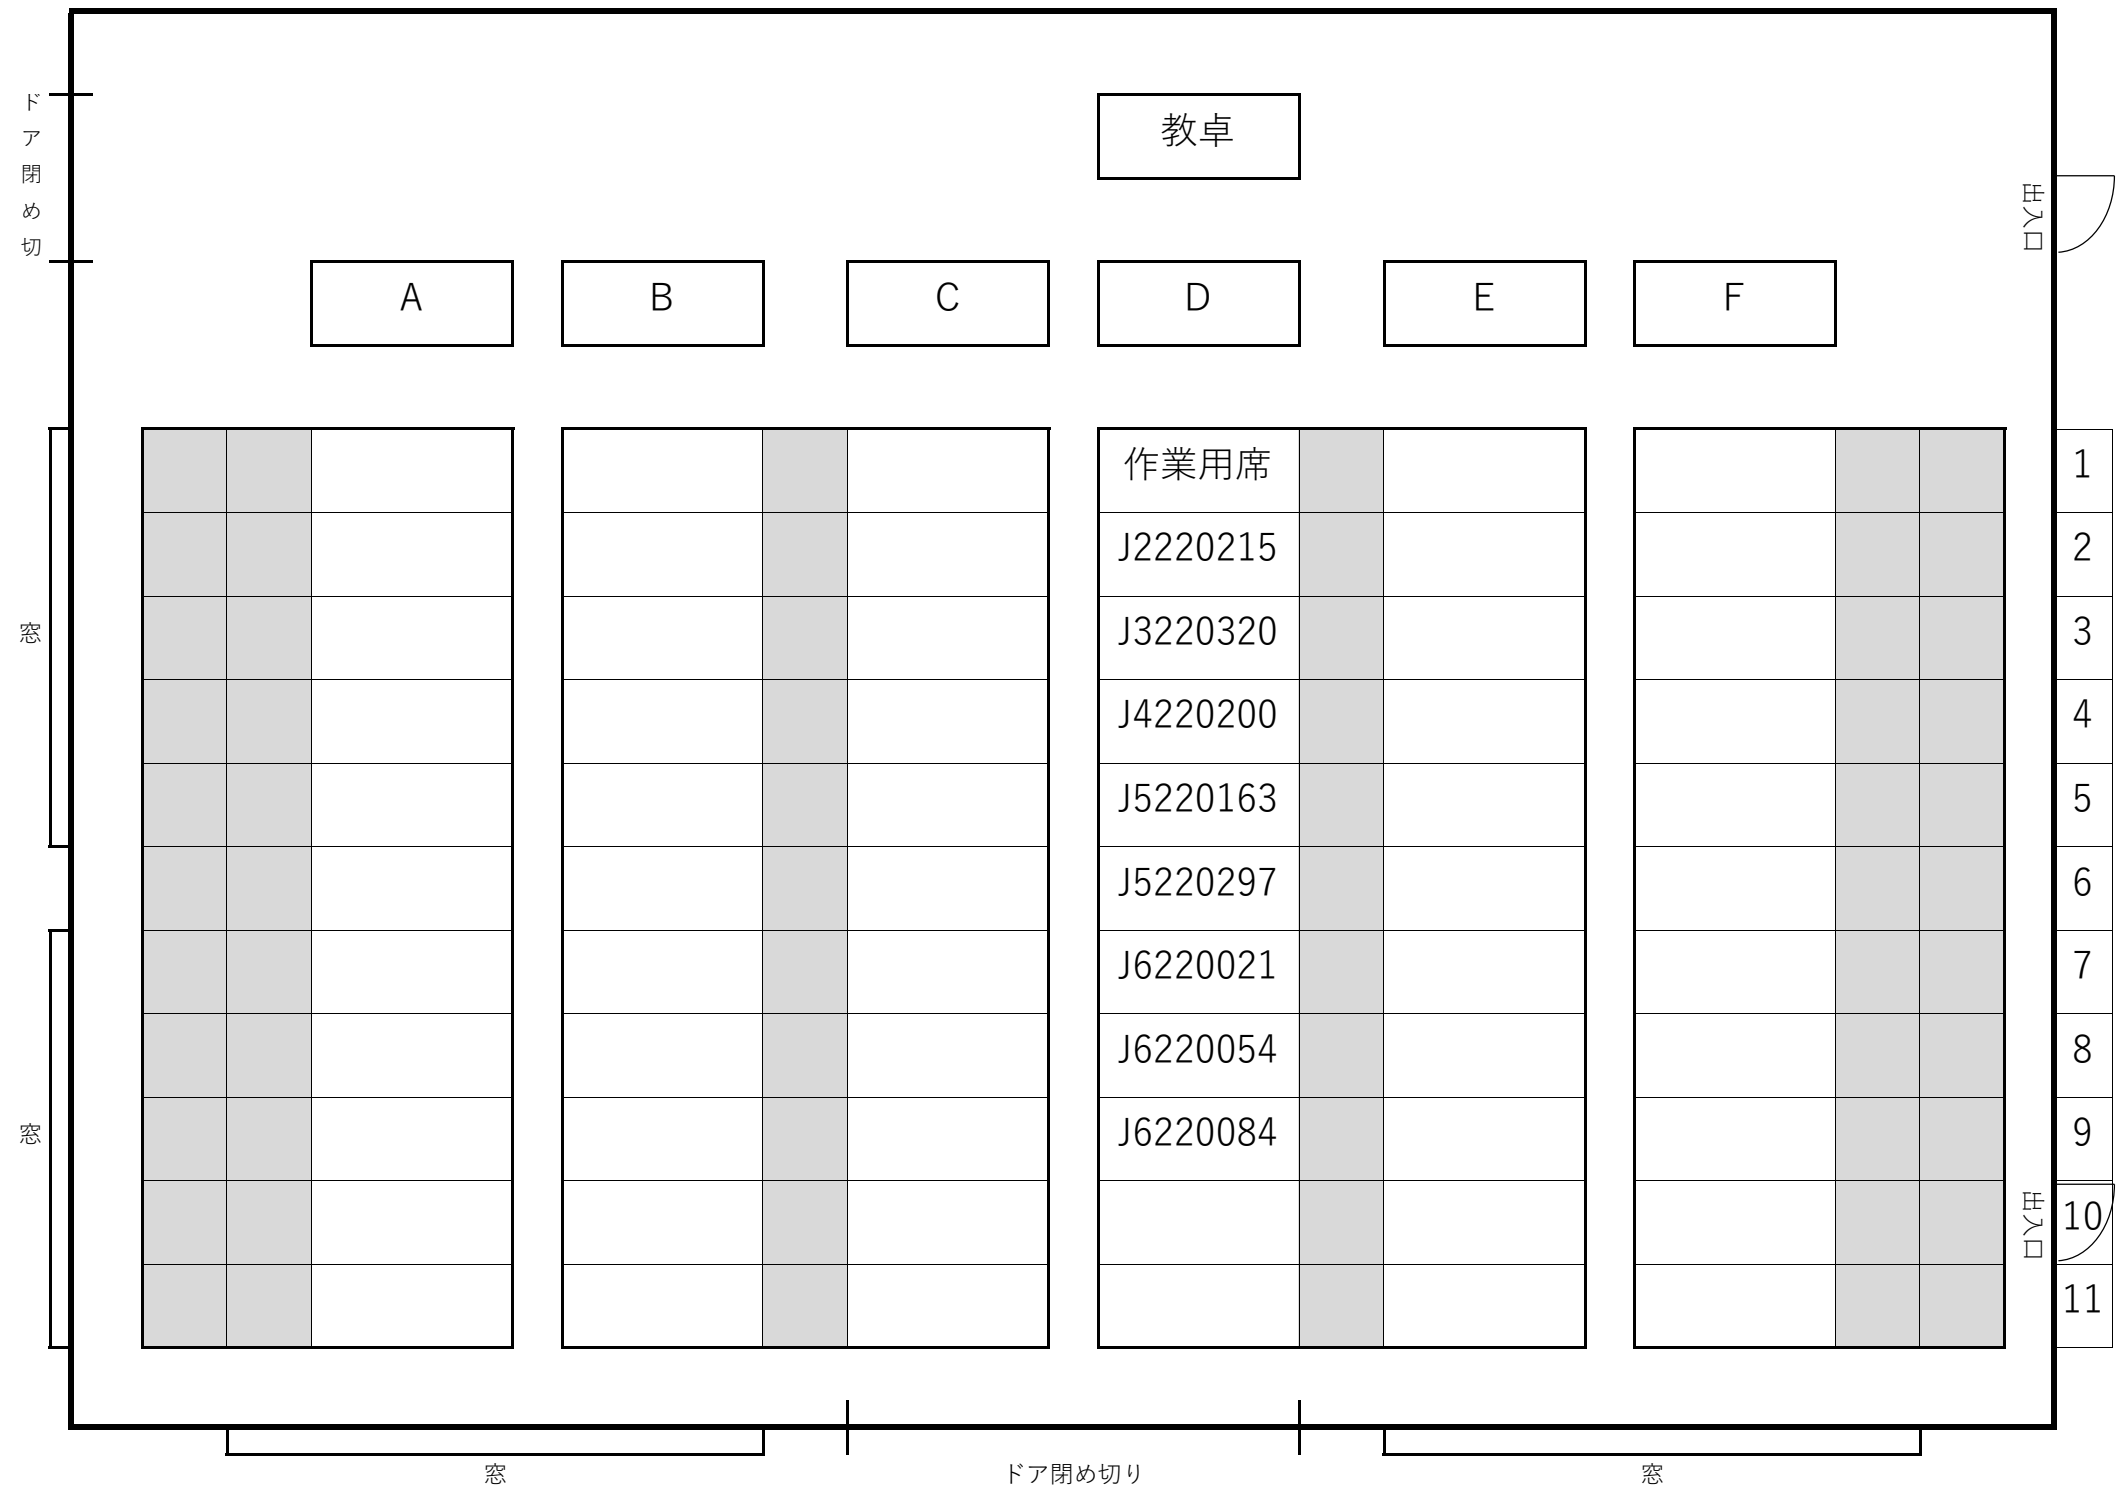 ドア閉め切
教卓
出入口
A B C D E F
作業用席 1
J2220215 2
窓 J3220320 3
J4220200 4
J5220163 5
J5220297 6
J6220021 7
J6220054 8
窓 J6220084 9
出入口 10
11
窓 ドア閉め切り 窓